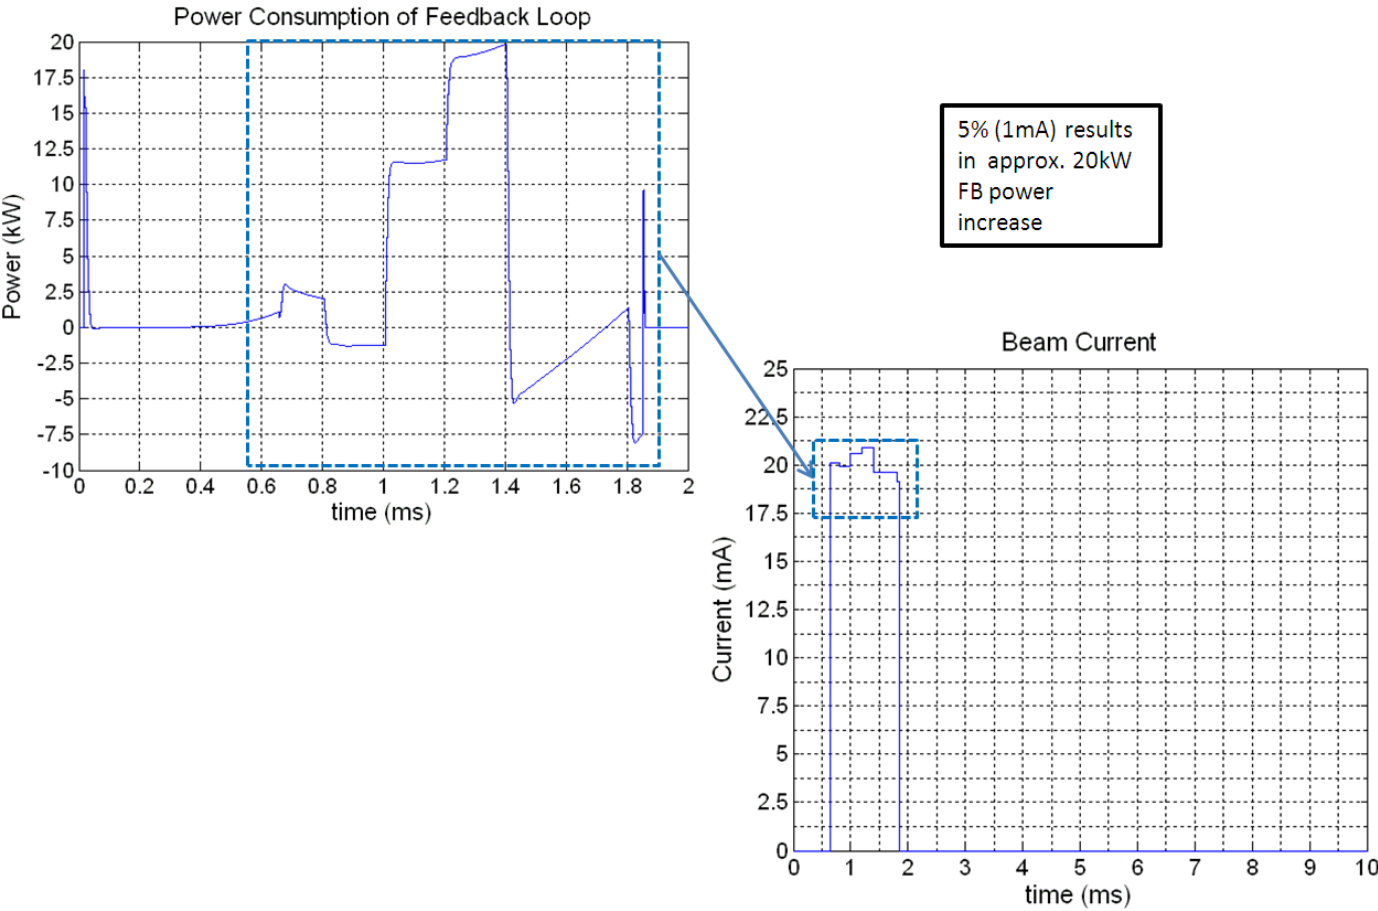 Power Consumption of Feedback Loop
20
17.5
15
12.5
10
7.5
5
2.5
0
-2.5
-5
-7.5
-10
Power (kW)
0 0.2 0.4 0.6 0.8 1 1.2 1.4 1.6 1.8 2
time (ms)
5% (1mA) results
in approx. 20kW
FB power
increase
Beam Current
25
22.5
20
17.5
15
12.5
10
7.5
5
2.5
0
Current (mA)
0 1 2 3 4 5 6 7 8 9 10
time (ms)